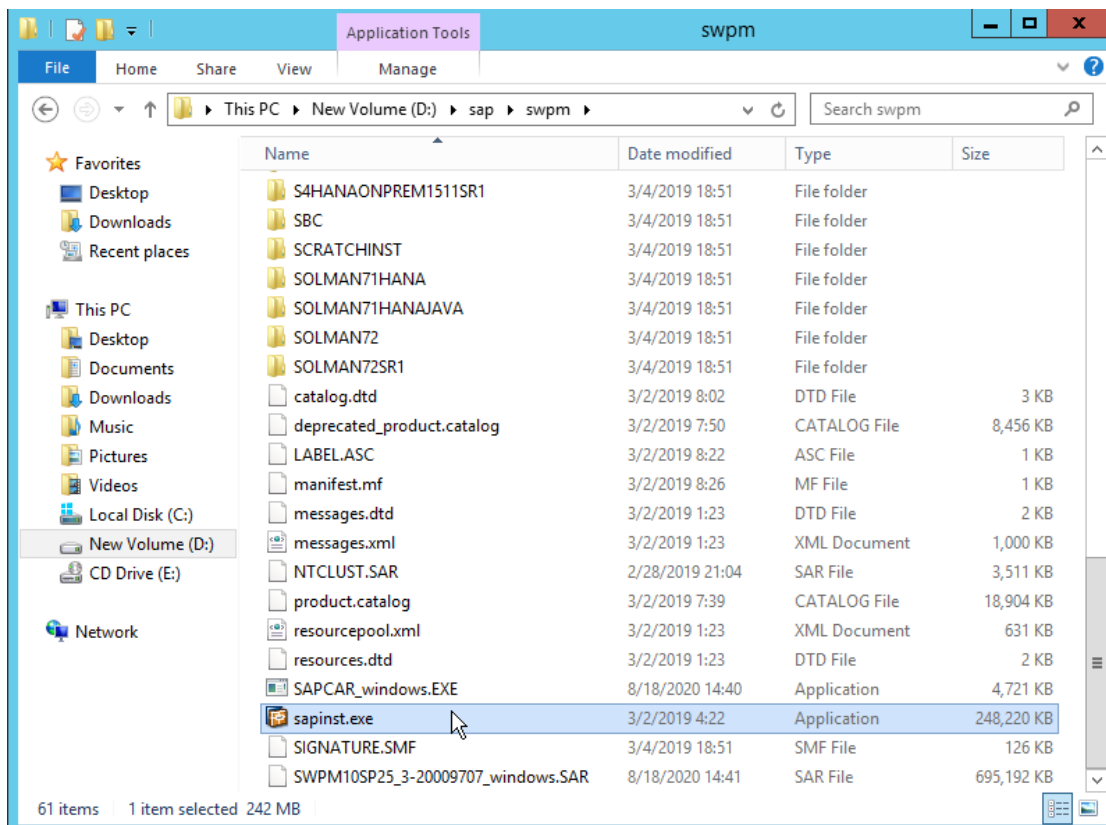 Application Tools swpm
File Home Share View Manage
This PC New Volume (D:) sap swpm Search swpm
Favorites
Desktop
Downloads
Recent places
This PC
Desktop
Documents
Downloads
Music
Pictures
Videos
Local Disk (C:)
New Volume (D:)
CD Drive (E:)
Network
Name Date modified Type Size
S4HANAONPREM1511SR1 3/4/2019 18:51 File folder
SBC 3/4/2019 18:51 File folder
SCRATCHINST 3/4/2019 18:51 File folder
SOLMAN71HANA 3/4/2019 18:51 File folder
SOLMAN71HANAJAVA 3/4/2019 18:51 File folder
SOLMAN72 3/4/2019 18:51 File folder
SOLMAN72SR1 3/4/2019 18:51 File folder
catalog.dtd 3/2/2019 8:02 DTD File 3 KB
deprecated_product.catalog 3/2/2019 7:50 CATALOG File 8,456 KB
LABEL.ASC 3/2/2019 8:22 ASC File 1 KB
manifest.mf 3/2/2019 8:26 MF File 1 KB
messages.dtd 3/2/2019 1:23 DTD File 2 KB
messages.xml 3/2/2019 1:23 XML Document 1,000 KB
NTCLUST.SAR 2/28/2019 21:04 SAR File 3,511 KB
product.catalog 3/2/2019 7:39 CATALOG File 18,904 KB
resourcepool.xml 3/2/2019 1:23 XML Document 631 KB
resources.dtd 3/2/2019 1:23 DTD File 2 KB
SAPCAR_windows.EXE 8/18/2020 14:40 Application 4,721 KB
sapinst.exe 3/2/2019 4:22 Application 248,220 KB
SIGNATURE.SMF 3/4/2019 18:51 SMF File 126 KB
SWPM10SP25_3-20009707_windows.SAR 8/18/2020 14:41 SAR File 695,192 KB
61 items 1 item selected 242 MB